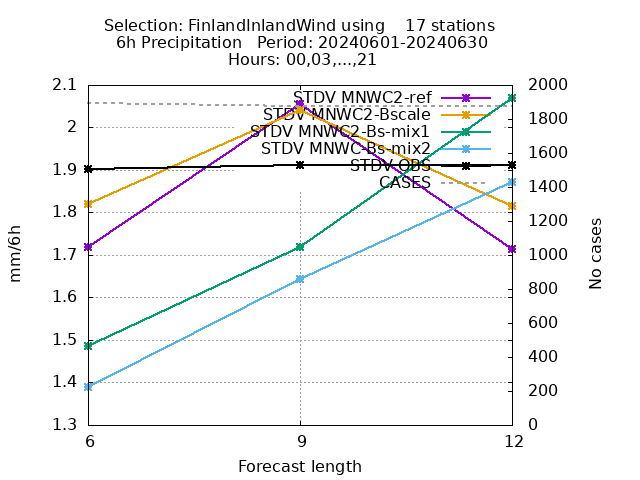 Selection: FinlandInlandWind using    17 stations
6h Precipitation   Period: 20240601-20240630
Hours: 00,03,...,21
2.1
2
1.9
1.8
1.7
1.6
1.5
1.4
1.3
2000
1800
1600
1400
1200
1000
800
600
400
200
0
STDV MNWC2-ref
STDV MNWC2-Bscale
STDV MNWC2-Bs-mix1
STDV MNWC-Bs-mix2
STDV OBS
CASES
mm/6h
No cases
6
9
12
Forecast length